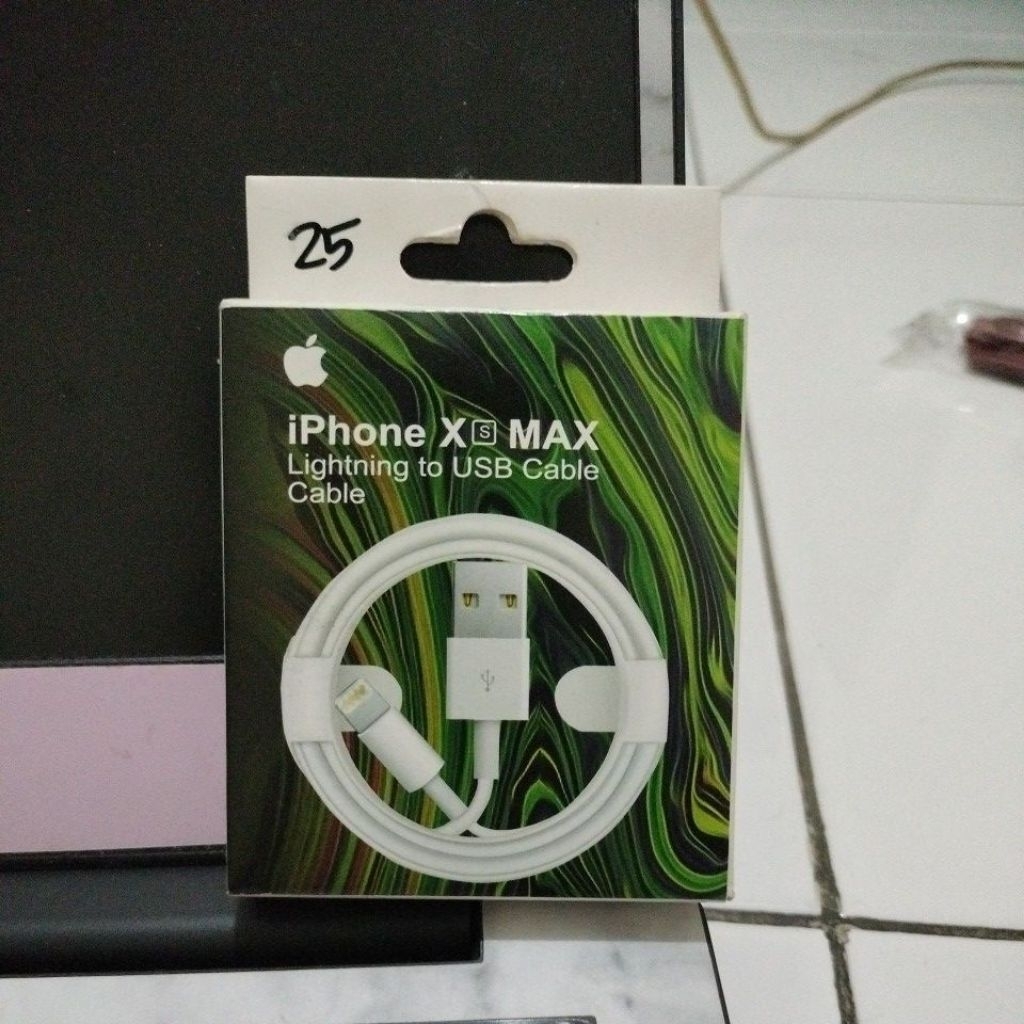 25
iPhone XS MAX
Lightning to USB Cable
Cable